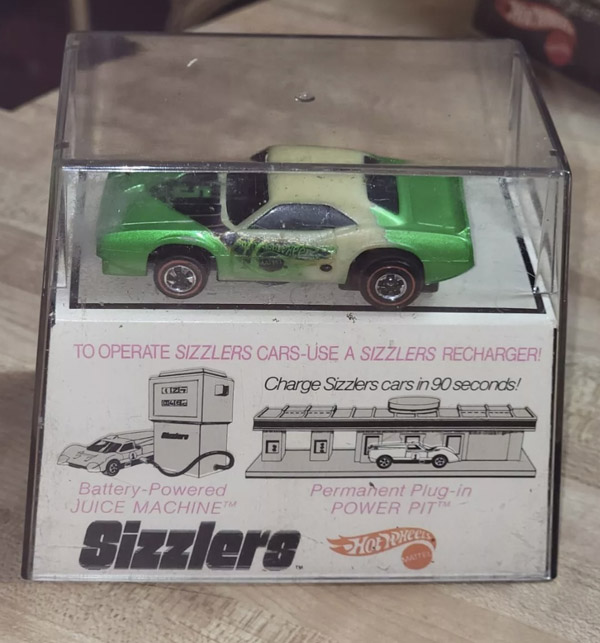 TO OPERATE SIZZLERS CARS-USE A SIZZLERS RECHARGER!
Charge Sizzlers cars in 90 seconds!
Sizzlers
Battery-Powered
JUICE MACHINE™
Permanent Plug-in
POWER PIT™
Sizzlers™
HOT WHEELS
MATTEL